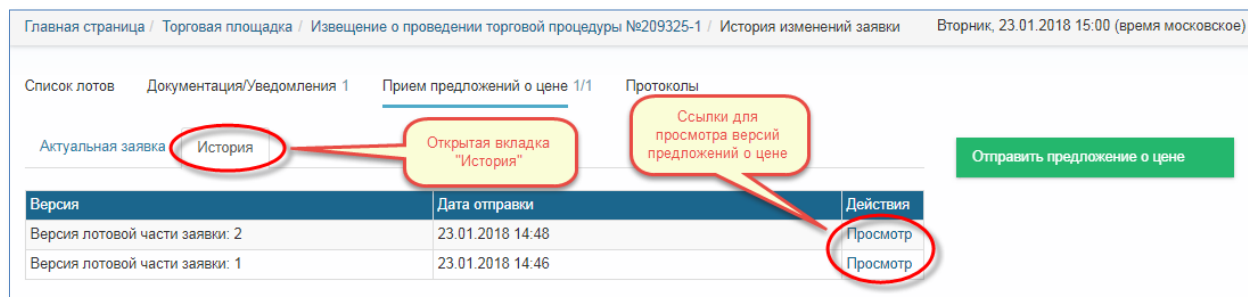 Главная страница / Торговая площадка / Извещение о проведении торговой процедуры №209325-1 / История изменений заявки Вторник, 23.01.2018 15:00 (время московское)
Список лотов Документация/Уведомления 1 Прием предложений о цене 1/1 Протоколы
Ссылки для
просмотра версий
предложений о цене
Актуальная заявка История
Открытая вкладка
"История"
Отправить предложение о цене
Версия Дата отправки Действия
Версия лотовой части заявки: 2 23.01.2018 14:48 Просмотр
Версия лотовой части заявки: 1 23.01.2018 14:46 Просмотр